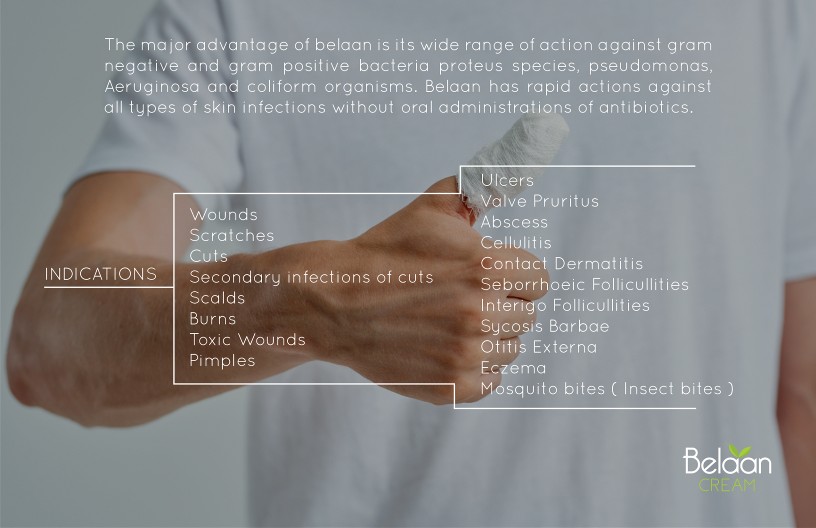 The major advantage of belaan is its wide range of action against gram
negative and gram positive bacteria proteus species, pseudomonas,
Aeruginosa and coliform organisms. Belaan has rapid actions against
all types of skin infections without oral administrations of antibiotics.
INDICATIONS
Wounds
Scratches
Cuts
Secondary infections of cuts
Scalds
Burns
Toxic Wounds
Pimples
Ulcers
Valve Pruritus
Abscess
Cellulitis
Contact Dermatitis
Seborrhoeic Follicullities
Interigo Follicullities
Sycosis Barbae
Otitis Externa
Eczema
Mosquito bites ( Insect bites )
Belaan
CREAM